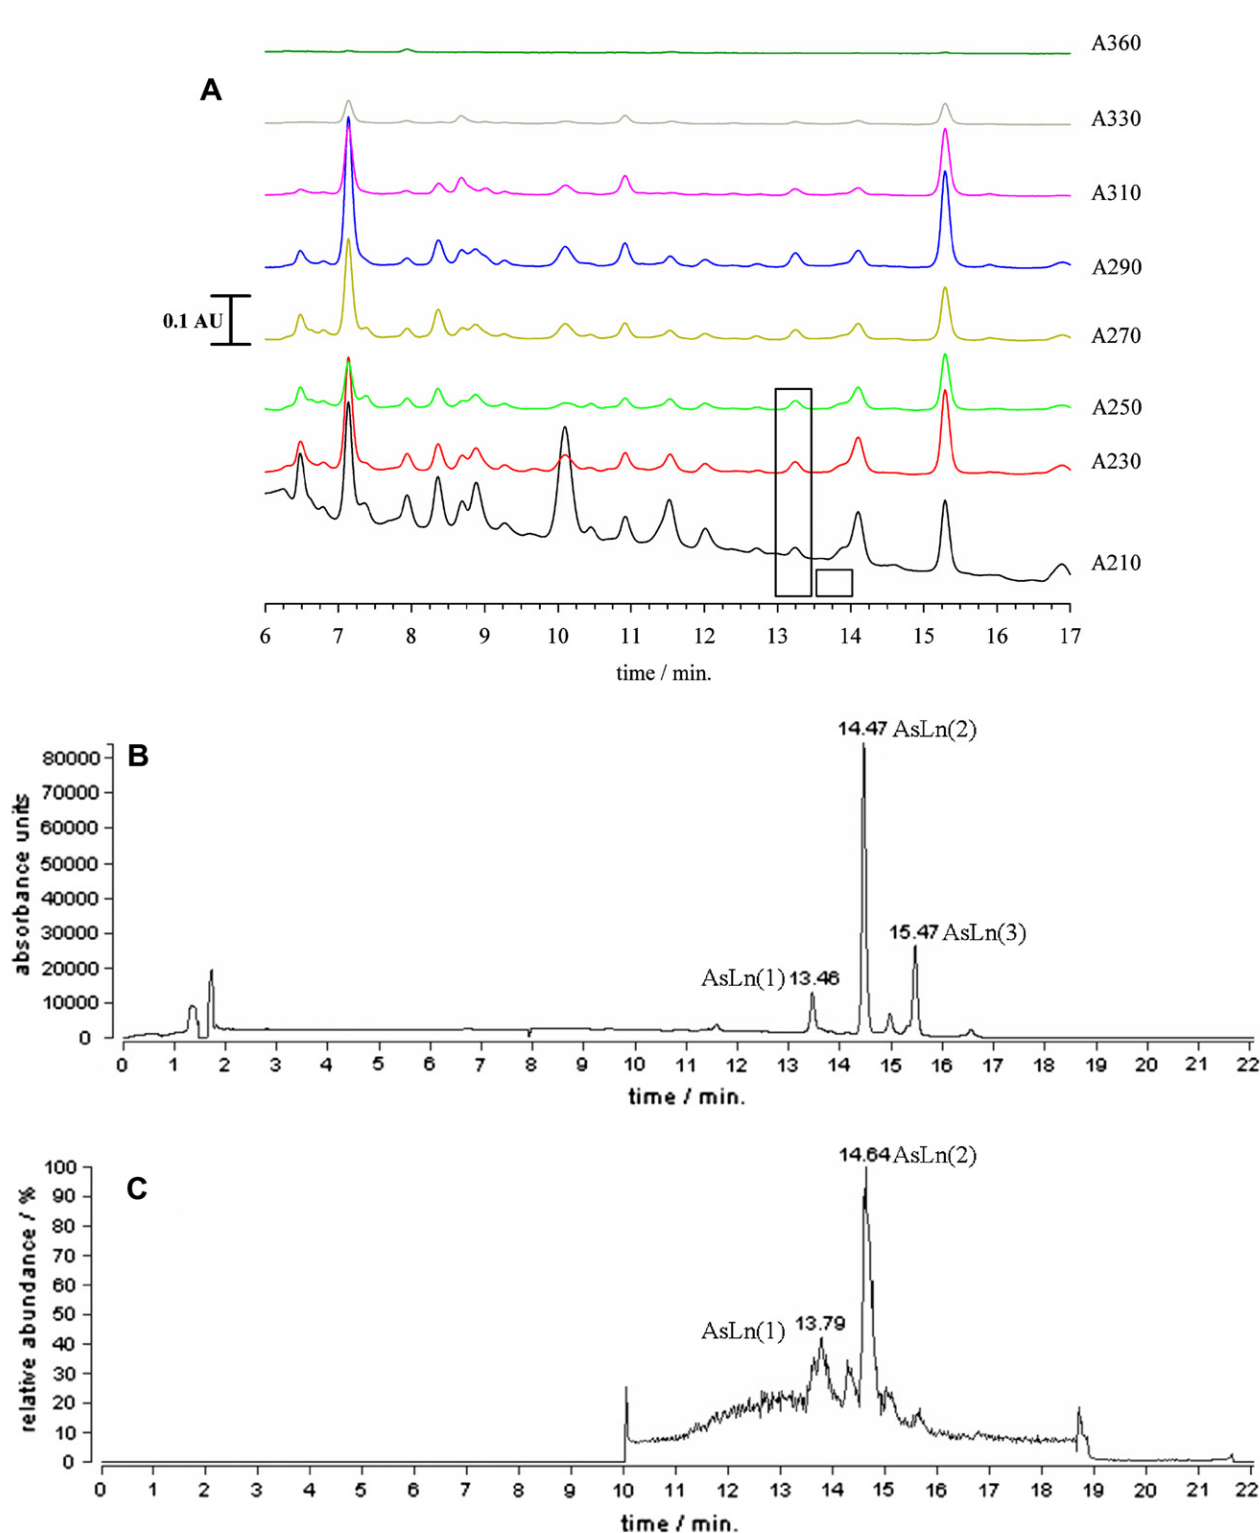 A
A360
A330
A310
A290
0.1 AU
A270
A250
A230
A210
6 7 8 9 10 11 12 13 14 15 16 17
time / min.
B
14.47 AsLn(2)
80000
70000
60000
50000
40000
30000
20000
10000
0
absorbance units
15.47 AsLn(3)
AsLn(1) 13.46
0 1 2 3 4 5 6 7 8 9 10 11 12 13 14 15 16 17 18 19 20 21 22
time / min.
C
14.64 AsLn(2)
100
90
80
70
60
50
40
30
20
10
0
relative abundance / %
AsLn(1) 13.79
0 1 2 3 4 5 6 7 8 9 10 11 12 13 14 15 16 17 18 19 20 21 22
time / min.